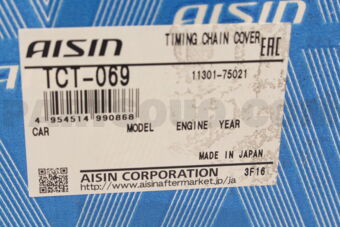 AISIN
TIMING CHAIN COVER
EAC
TCT-069
11301-75021
4 954514 990868
CAR MODEL ENGINE YEAR
MADE IN JAPAN
AISIN CORPORATION 3F16
http://www.aisinaftermarket.jp/ja